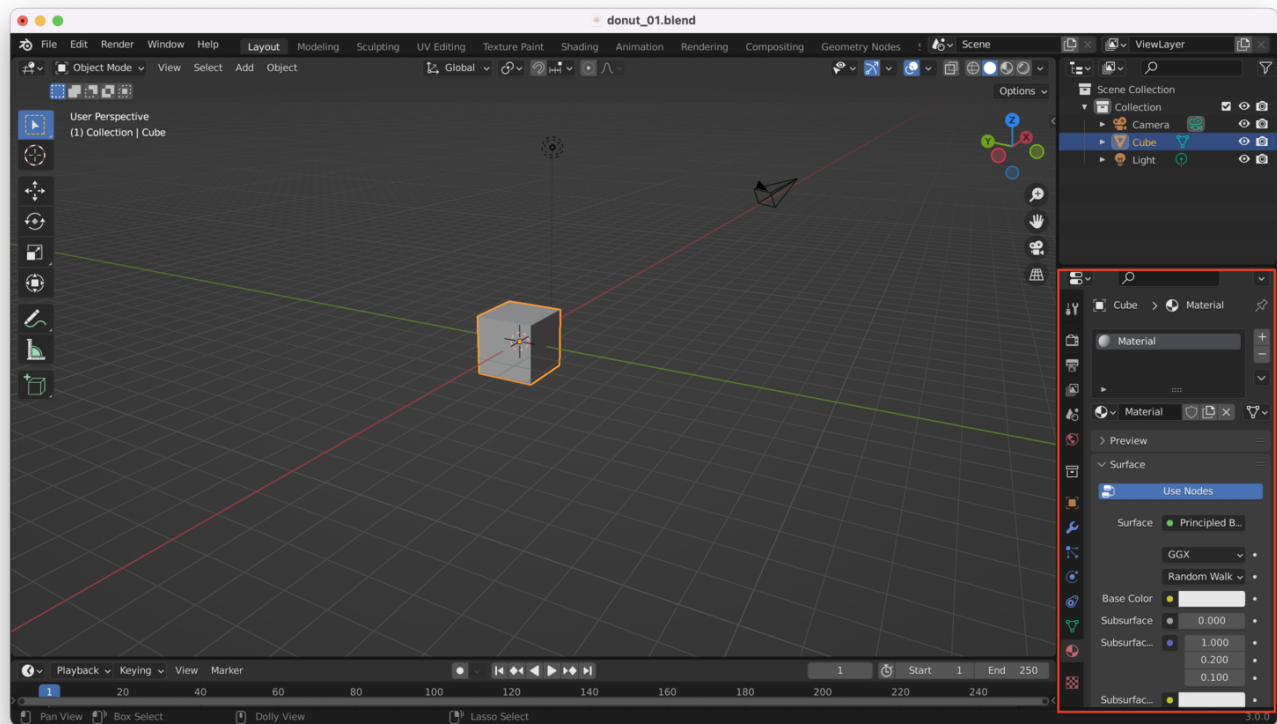 donut_01.blend
File Edit Render Window Help Layout Modeling Sculpting UV Editing Texture Paint Shading Animation Rendering Compositing Geometry Nodes Scene ViewLayer
Object Mode View Select Add Object Global
Options
User Perspective
(1) Collection | Cube
Z
Y
X
Scene Collection
Collection
Camera
Cube
Light
Cube > Material
Material
Material
Preview
Surface
Use Nodes
Surface Principled B...
GGX
Random Walk
Base Color
Subsurface 0.000
Subsurfac... 1.000
0.200
0.100
Subsurfac...
Playback Keying View Marker 1 Start 1 End 250
1 20 40 60 80 100 120 140 160 180 200 220 240
Pan View Box Select Dolly View Lasso Select 3.0.0